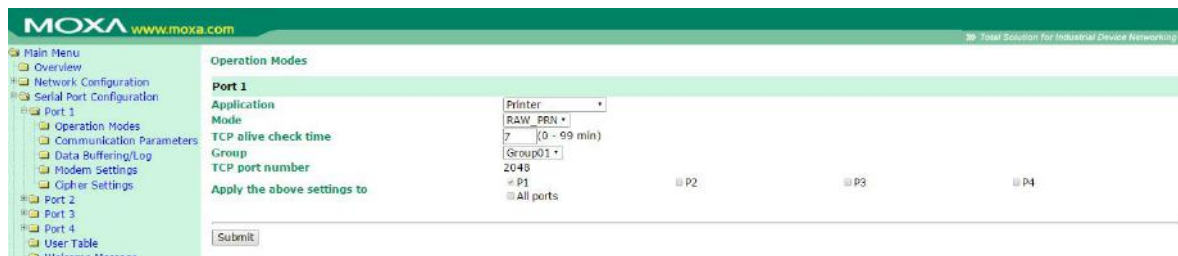 MOXA www.moxa.com
Total Solution for Industrial Device Networking
Main Menu
Overview
Network Configuration
Serial Port Configuration
Port 1
Operation Modes
Communication Parameters
Data Buffering/Log
Modem Settings
Cipher Settings
Port 2
Port 3
Port 4
User Table
Welcome Message
Operation Modes
Port 1
Application Printer
Mode RAW_PRN
TCP alive check time 7 (0 - 99 min)
Group Group01
TCP port number 2048
Apply the above settings to P1 P2 P3 P4
All ports
Submit